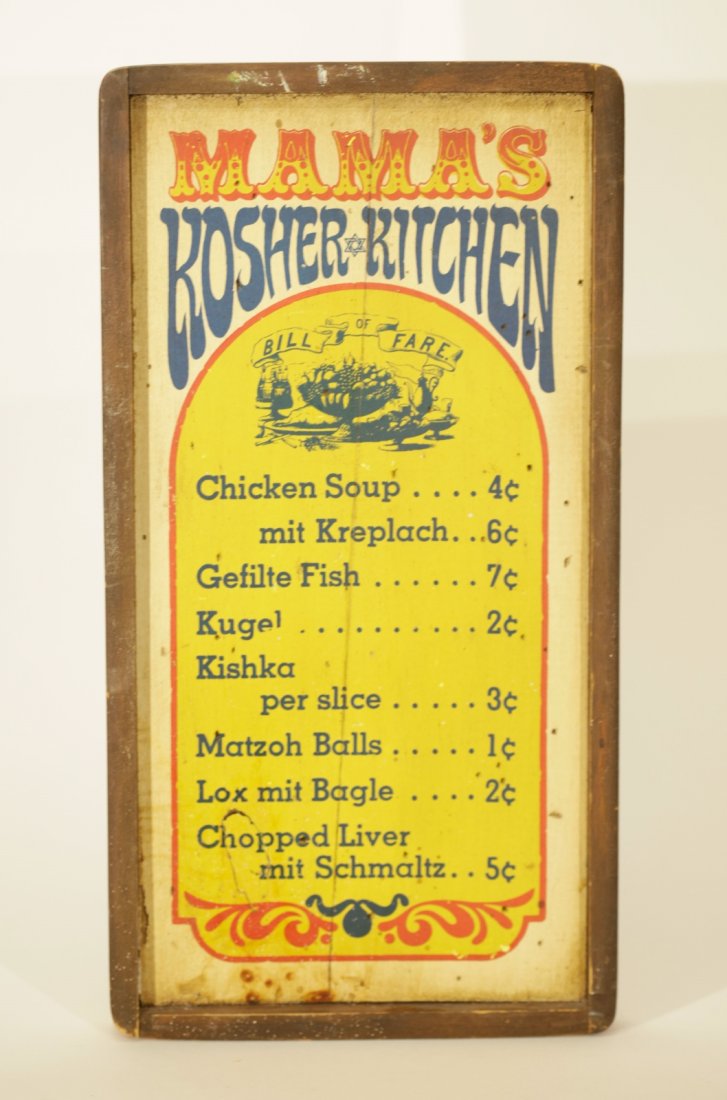 MAMA'S
KOSHER ✡ KITCHEN
BILL OF FARE.
Chicken Soup .... 4¢
mit Kreplach.. 6¢
Gefilte Fish ...... 7¢
Kugel .......... 2¢
Kishka
per slice ..... 3¢
Matzoh Balls ..... 1¢
Lox mit Bagle .... 2¢
Chopped Liver
mit Schmaltz.. 5¢